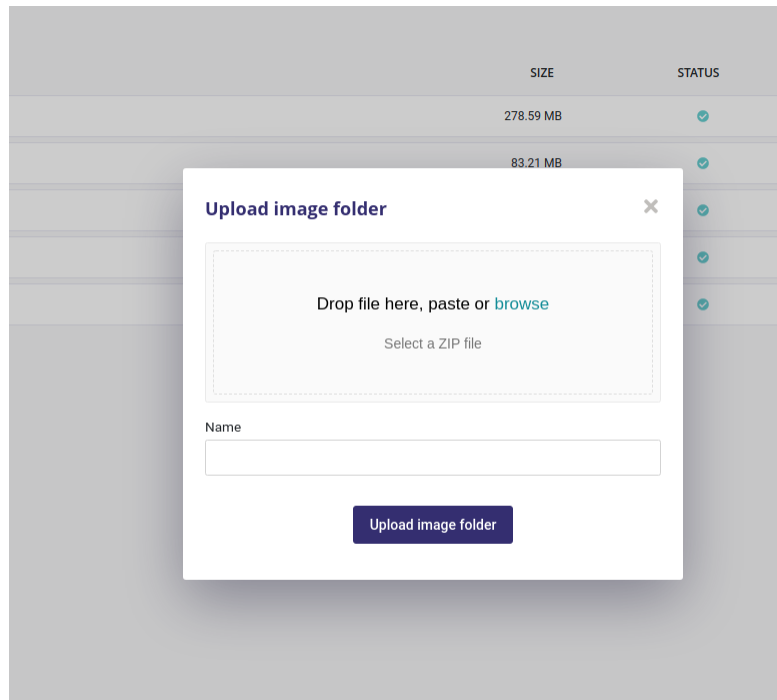 SIZE STATUS
278.59 MB
83.21 MB
Upload image folder
Drop file here, paste or browse
Select a ZIP file
Name
Upload image folder